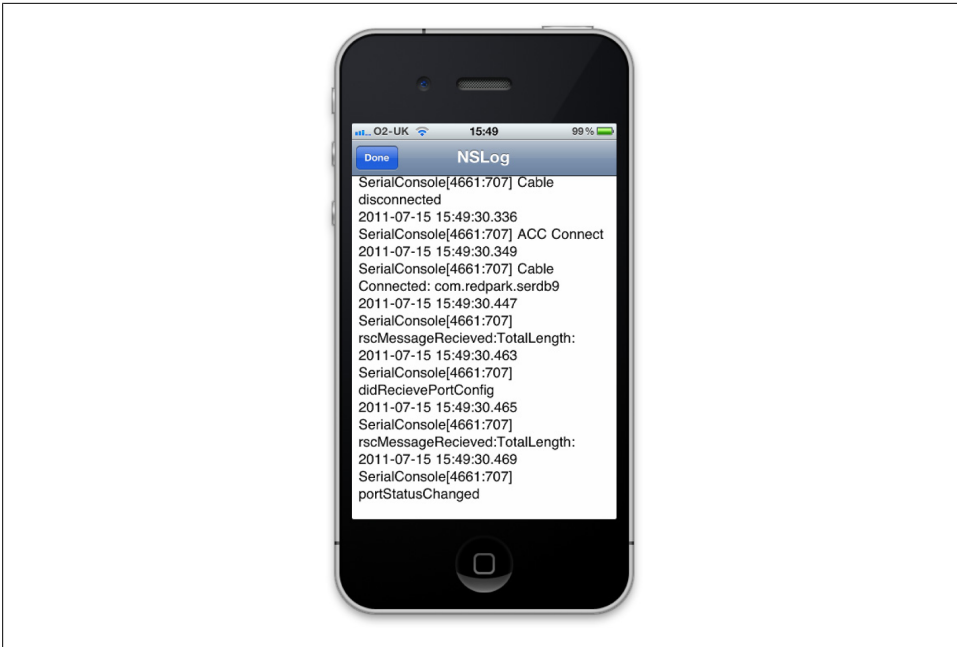 O2-UK 15:49 99 %
Done NSLog
SerialConsole[4661:707] Cable
disconnected
2011-07-15 15:49:30.336
SerialConsole[4661:707] ACC Connect
2011-07-15 15:49:30.349
SerialConsole[4661:707] Cable
Connected: com.redpark.serdb9
2011-07-15 15:49:30.447
SerialConsole[4661:707]
rscMessageRecieved:TotalLength:
2011-07-15 15:49:30.463
SerialConsole[4661:707]
didRecievePortConfig
2011-07-15 15:49:30.465
SerialConsole[4661:707]
rscMessageRecieved:TotalLength:
2011-07-15 15:49:30.469
SerialConsole[4661:707]
portStatusChanged